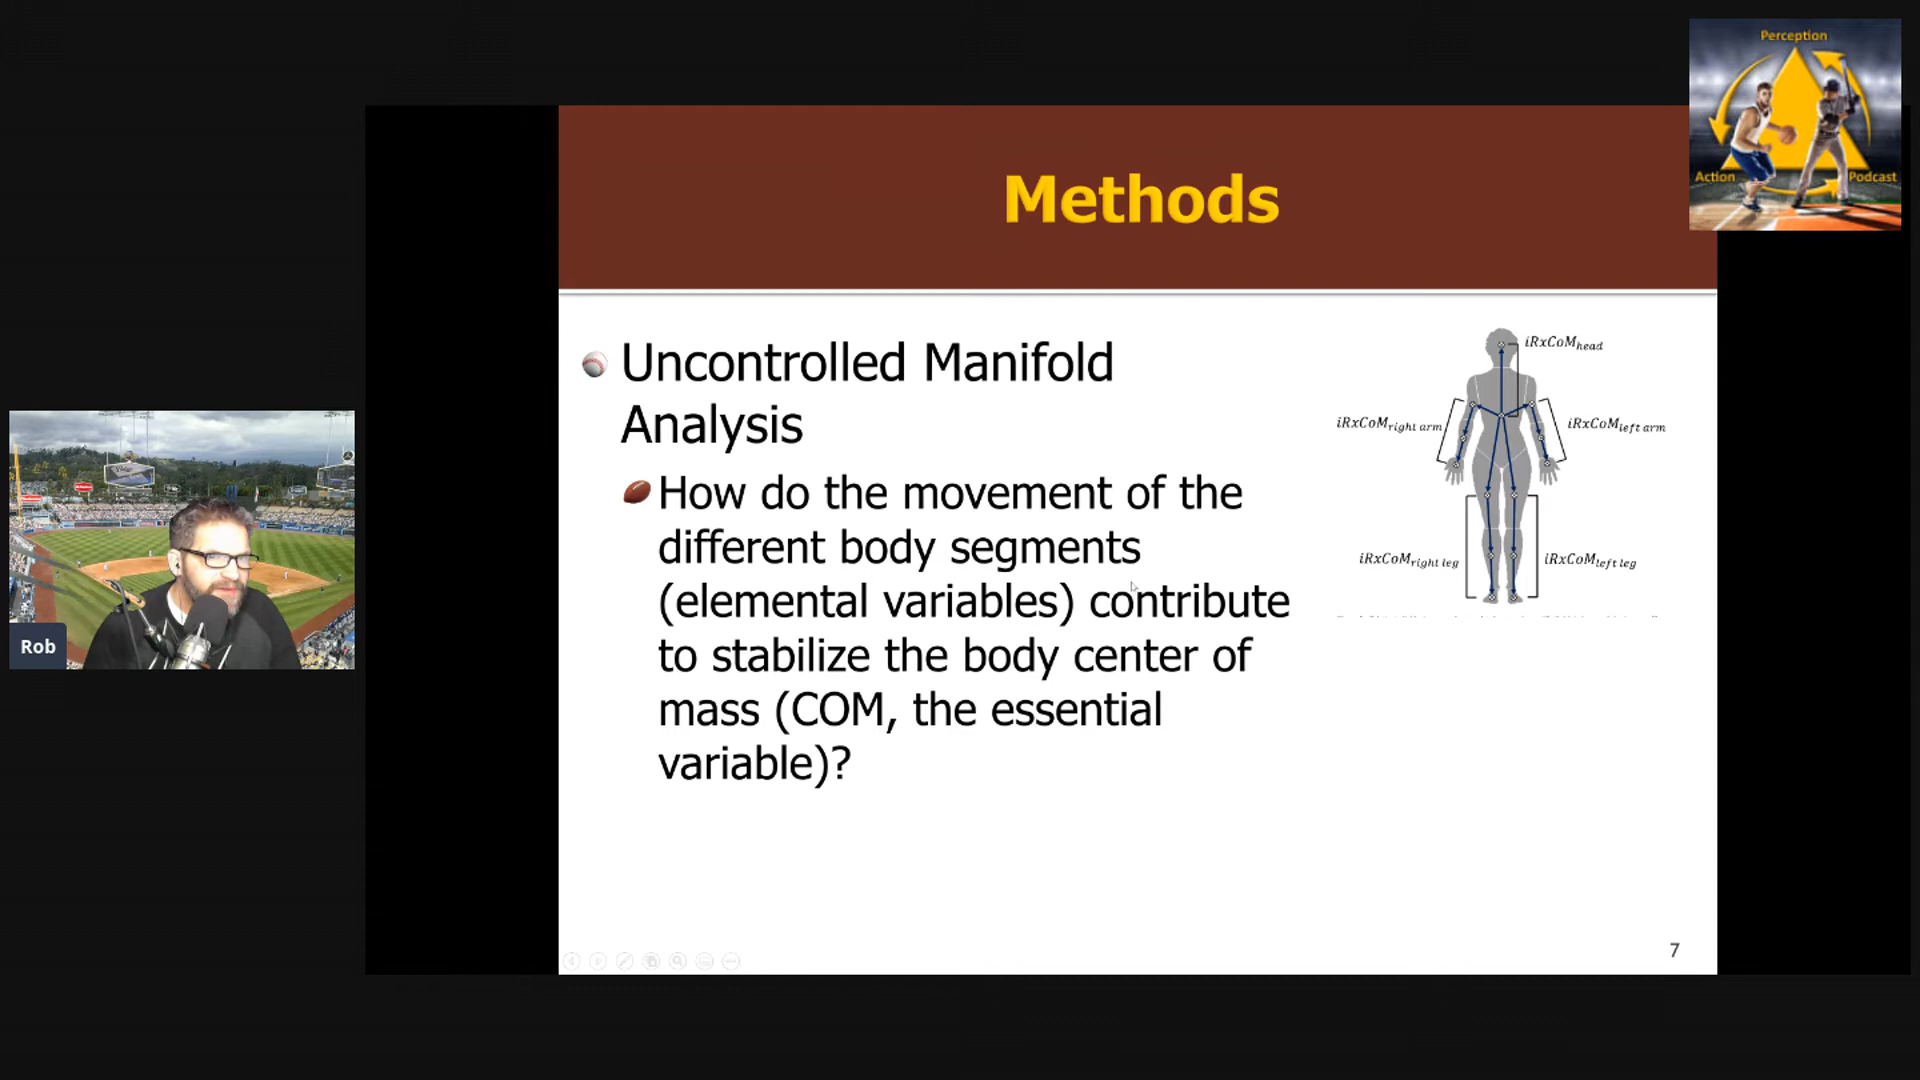 Perception
Action
Podcast
Methods
Uncontrolled Manifold
Analysis
How do the movement of the
different body segments
(elemental variables) contribute
to stabilize the body center of
mass (COM, the essential
variable)?
iRxCoM head
iRxCoM right arm
iRxCoM left arm
iRxCoM right leg
iRxCoM left leg
Rob
7